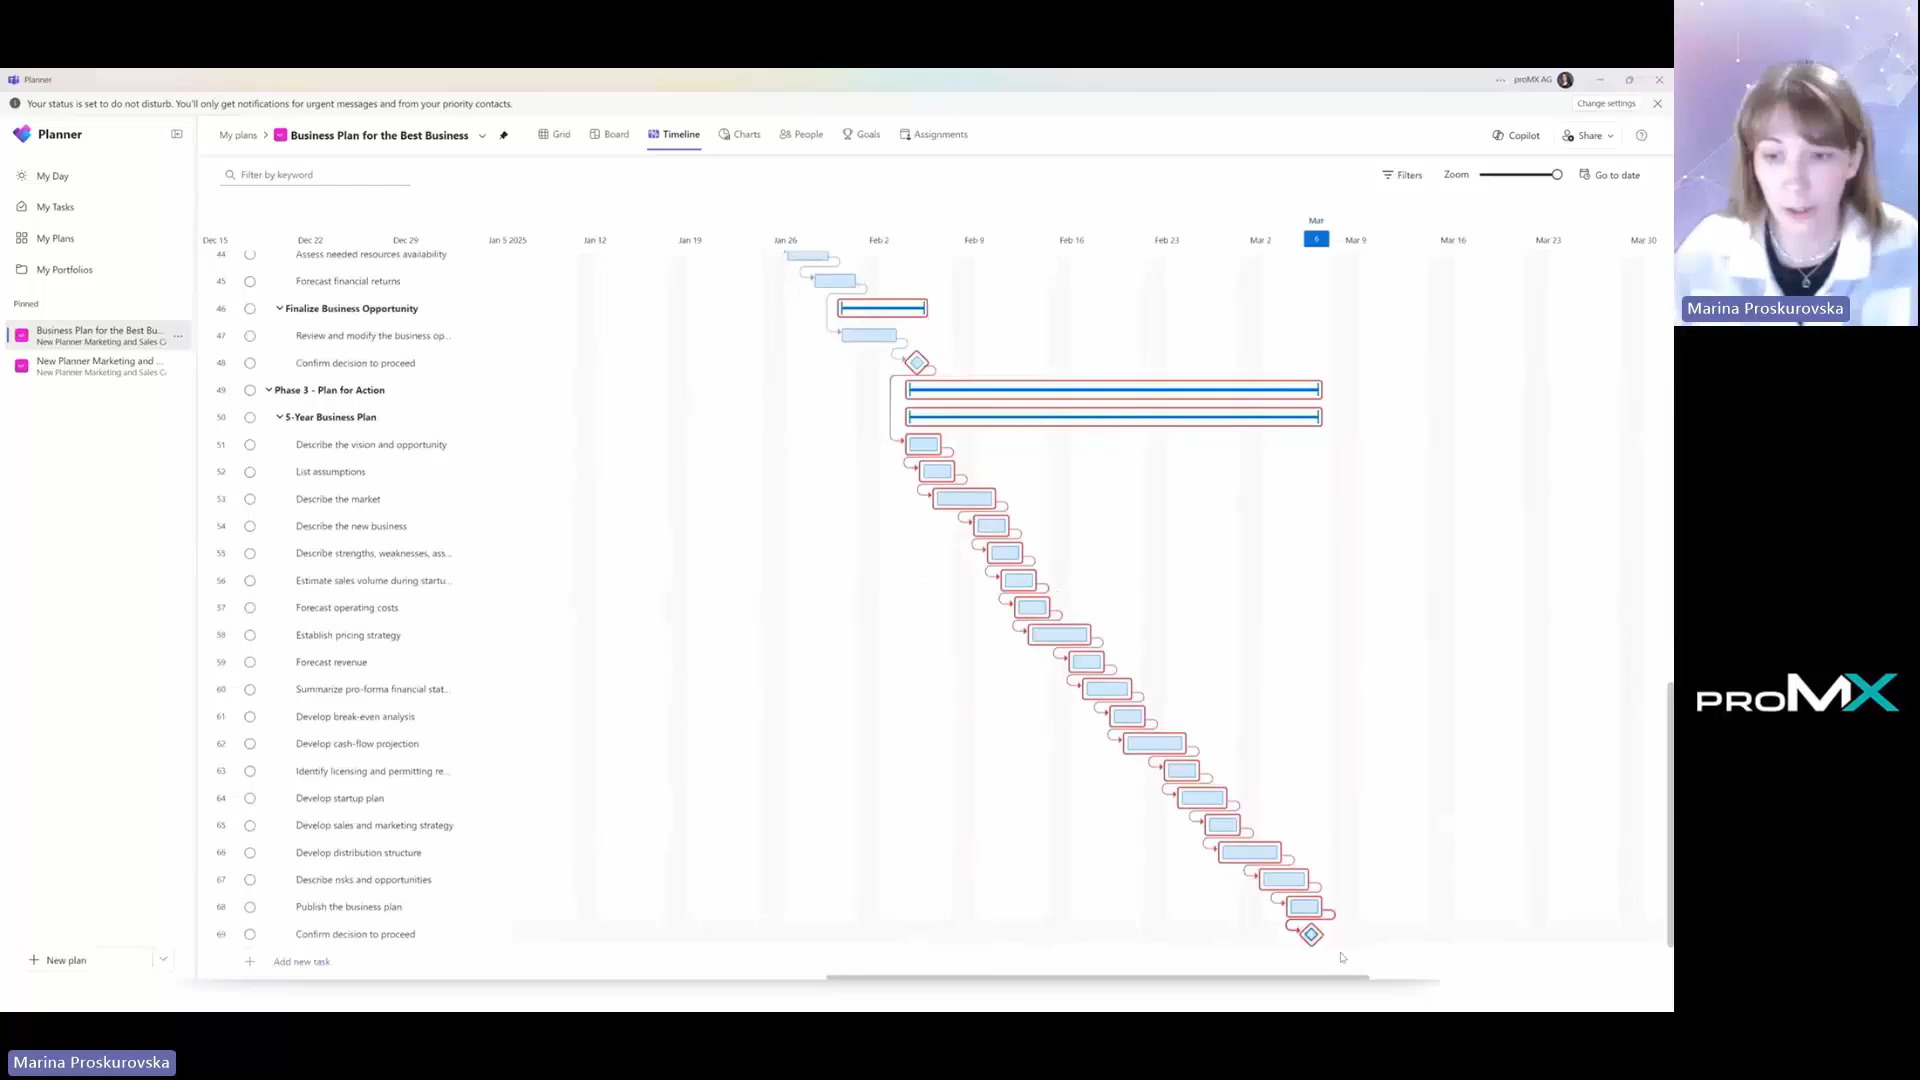 Planner
proMX AG
Your status is set to do not disturb. You'll only get notifications for urgent messages and from your priority contacts.
Change settings
Planner
My plans
Business Plan for the Best Business
Grid
Board
Timeline
Charts
People
Goals
Assignments
Copilot
Share
My Day
My Tasks
My Plans
My Portfolios
Pinned
Business Plan for the Best Bu...
New Planner Marketing and Sales C
New Planner Marketing and ...
New Planner Marketing and Sales C
New plan
Filter by keyword
Filters
Zoom
Go to date
Mar
Dec 15 Dec 22 Dec 29 Jan 5 2025 Jan 12 Jan 19 Jan 26 Feb 2 Feb 9 Feb 16 Feb 23 Mar 2 6 Mar 9 Mar 16 Mar 23 Mar 30
44 Assess needed resources availability
45 Forecast financial returns
46 Finalize Business Opportunity
47 Review and modify the business op...
48 Confirm decision to proceed
49 Phase 3 - Plan for Action
50 5-Year Business Plan
51 Describe the vision and opportunity
52 List assumptions
53 Describe the market
54 Describe the new business
55 Describe strengths, weaknesses, ass...
56 Estimate sales volume during startu...
57 Forecast operating costs
58 Establish pricing strategy
59 Forecast revenue
60 Summarize pro-forma financial stat...
61 Develop break-even analysis
62 Develop cash-flow projection
63 Identify licensing and permitting re...
64 Develop startup plan
65 Develop sales and marketing strategy
66 Develop distribution structure
67 Describe risks and opportunities
68 Publish the business plan
69 Confirm decision to proceed
Add new task
Marina Proskurovska
PROMX
Marina Proskurovska